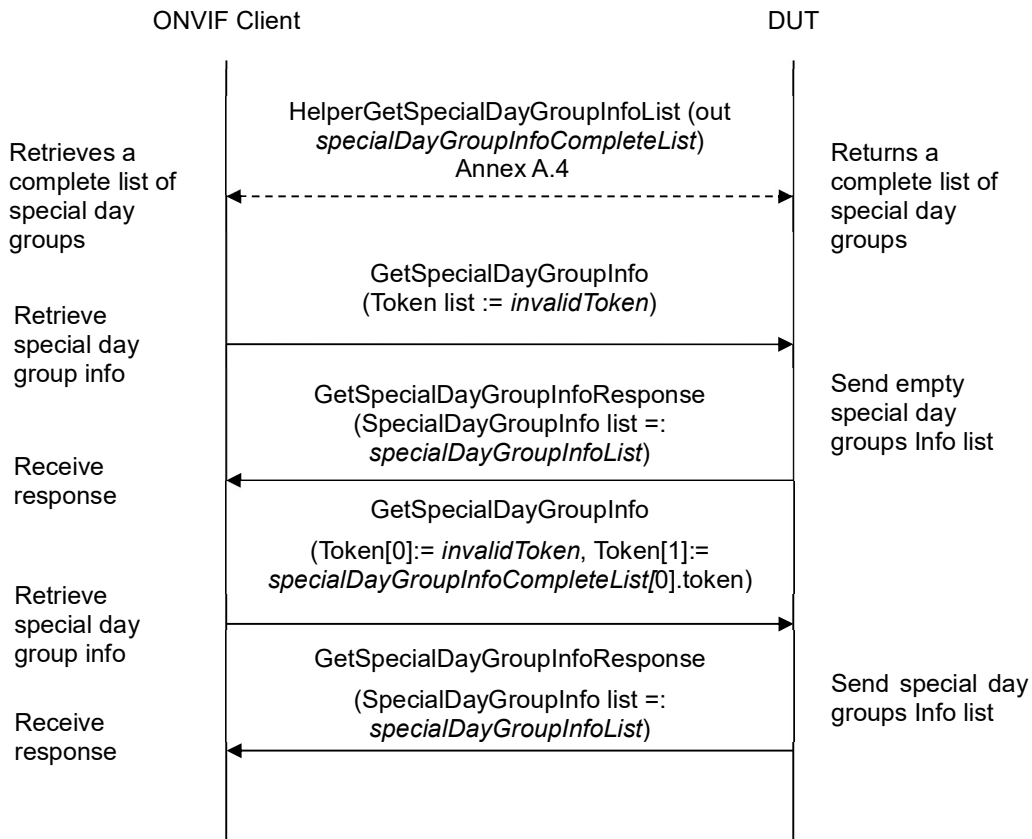 ONVIF Client
DUT
HelperGetSpecialDayGroupInfoList (out
specialDayGroupInfoCompleteList)
Annex A.4
Retrieves a
complete list of
special day
groups
Returns a
complete list of
special day
groups
GetSpecialDayGroupInfo
(Token list := invalidToken)
Retrieve
special day
group info
GetSpecialDayGroupInfoResponse
(SpecialDayGroupInfo list =:
specialDayGroupInfoList)
Send empty
special day
groups Info list
Receive
response
GetSpecialDayGroupInfo
(Token[0]:= invalidToken, Token[1]:=
specialDayGroupInfoCompleteList[0].token)
Retrieve
special day
group info
GetSpecialDayGroupInfoResponse
(SpecialDayGroupInfo list =:
specialDayGroupInfoList)
Send special day
groups Info list
Receive
response